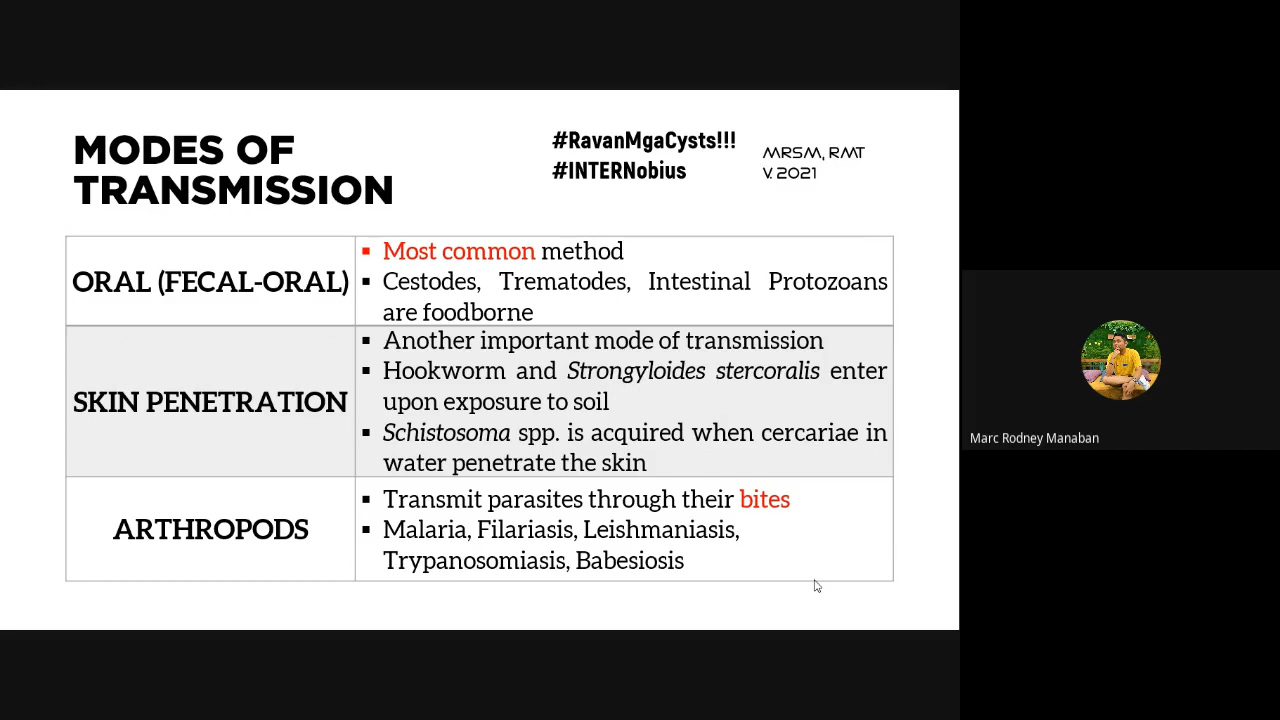 MODES OF
TRANSMISSION
#RavanMgaCysts!!!
#INTERNobius
MRSM, RMT
V. 2021
ORAL (FECAL-ORAL)
▪ Most common method
▪ Cestodes, Trematodes, Intestinal Protozoans
are foodborne
SKIN PENETRATION
▪ Another important mode of transmission
▪ Hookworm and Strongyloides stercoralis enter
upon exposure to soil
▪ Schistosoma spp. is acquired when cercariae in
water penetrate the skin
ARTHROPODS
▪ Transmit parasites through their bites
▪ Malaria, Filariasis, Leishmaniasis,
Trypanosomiasis, Babesiosis
Marc Rodney Manaban